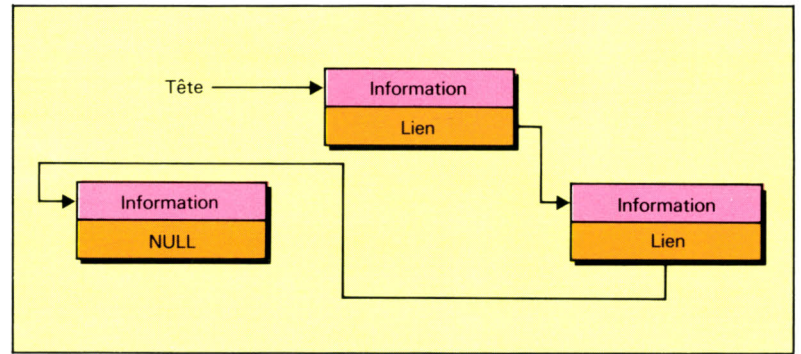 Tête
Information
Lien
Information
NULL
Information
Lien